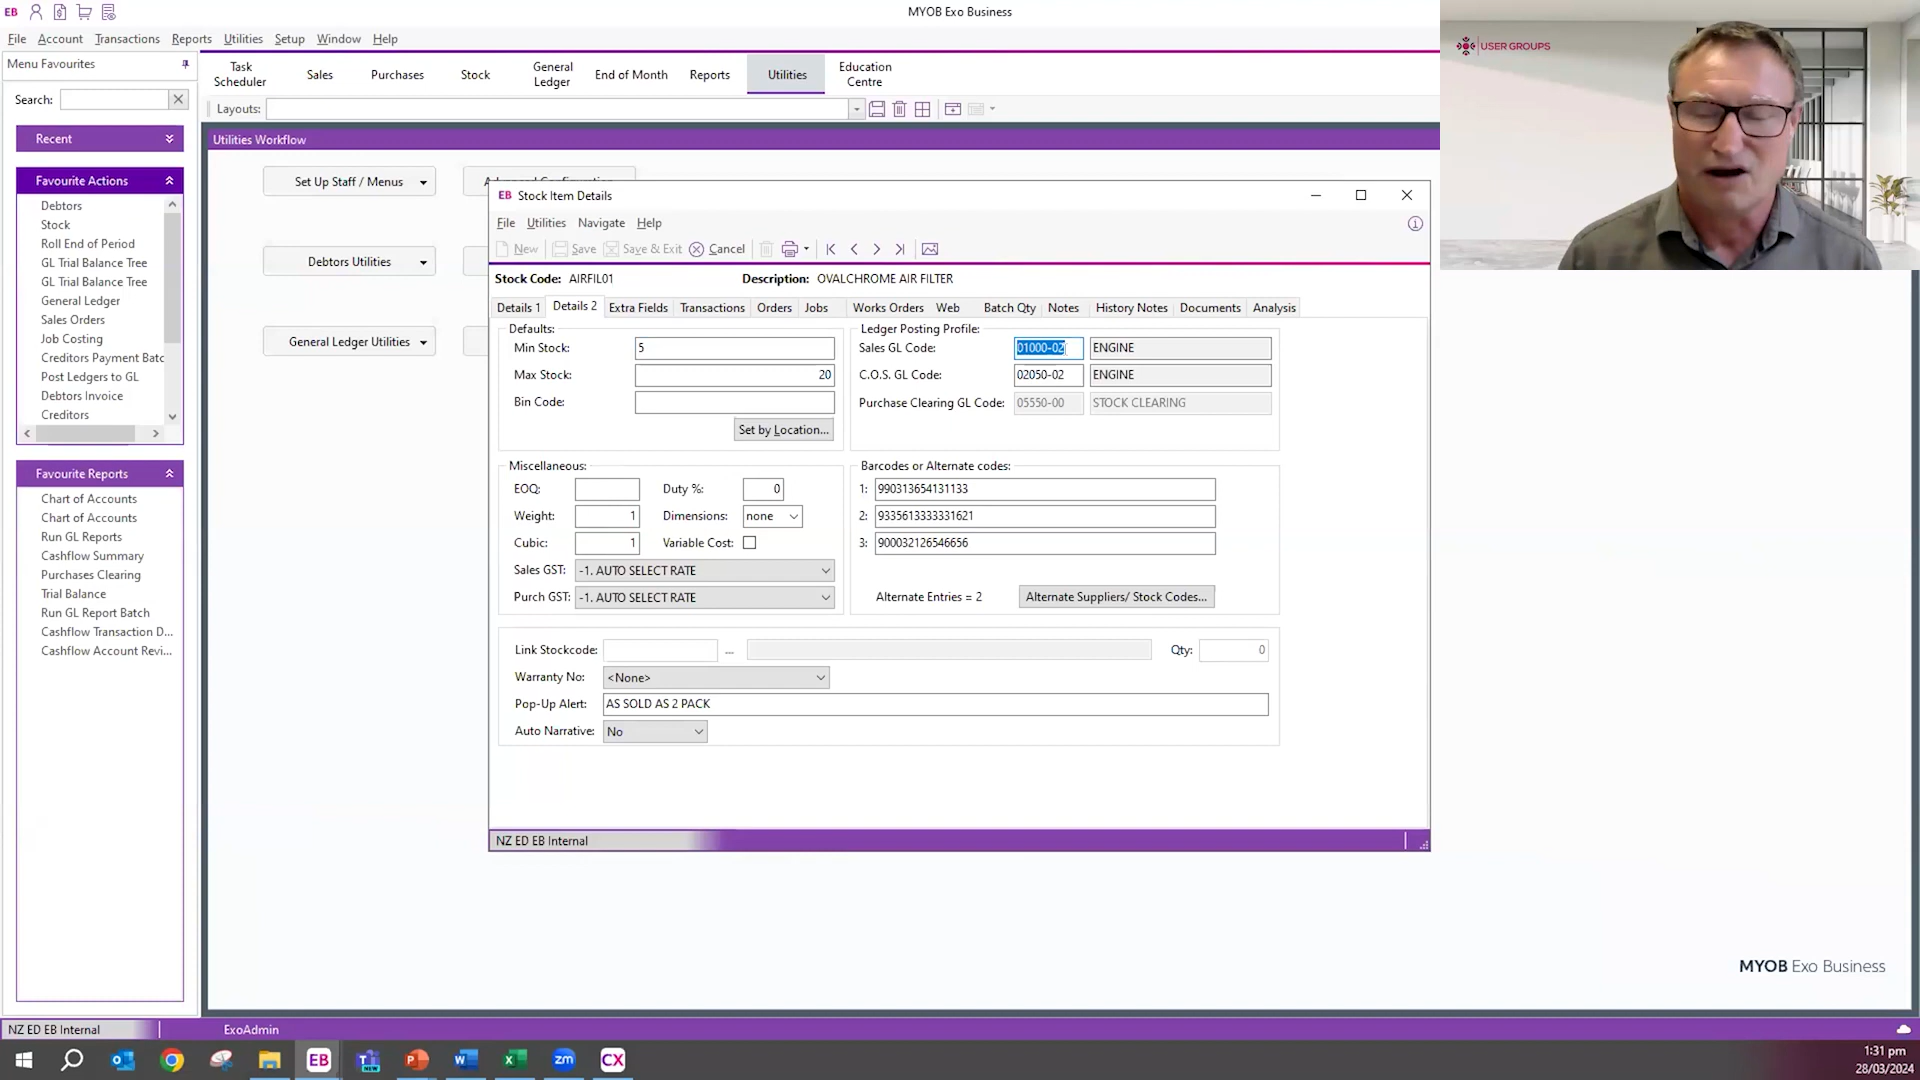 EB
MYOB Exo Business
File Account Transactions Reports Utilities Setup Window Help
Menu Favourites
Search:
Recent
Favourite Actions
Debtors
Stock
Roll End of Period
GL Trial Balance Tree
GL Trial Balance Tree
General Ledger
Sales Orders
Job Costing
Creditors Payment Batc
Post Ledgers to GL
Debtors Invoice
Creditors
Favourite Reports
Chart of Accounts
Chart of Accounts
Run GL Reports
Cashflow Summary
Purchases Clearing
Trial Balance
Run GL Report Batch
Cashflow Transaction D...
Cashflow Account Revi...
Task Scheduler
Sales
Purchases
Stock
General Ledger
End of Month
Reports
Utilities
Education Centre
Layouts:
Utilities Workflow
Set Up Staff / Menus
Debtors Utilities
General Ledger Utilities
Advanced Configuration
EB Stock Item Details
File Utilities Navigate Help
New Save Save & Exit Cancel
Stock Code: AIRFIL01 Description: OVALCHROME AIR FILTER
Details 1 Details 2 Extra Fields Transactions Orders Jobs Works Orders Web Batch Qty Notes History Notes Documents Analysis
Defaults:
Min Stock: 5
Max Stock: 20
Bin Code:
Set by Location...
Ledger Posting Profile:
Sales GL Code: 01000-02 ENGINE
C.O.S. GL Code: 02050-02 ENGINE
Purchase Clearing GL Code: 05550-00 STOCK CLEARING
Miscellaneous:
EOQ: Duty %: 0
Weight: 1 Dimensions: none
Cubic: 1 Variable Cost:
Sales GST: -1. AUTO SELECT RATE
Purch GST: -1. AUTO SELECT RATE
Barcodes or Alternate codes:
1: 990313654131133
2: 9335613333331621
3: 900032126546656
Alternate Entries = 2 Alternate Suppliers/ Stock Codes...
Link Stockcode: ... Qty: 0
Warranty No: <None>
Pop-Up Alert: AS SOLD AS 2 PACK
Auto Narrative: No
NZ ED EB Internal
USER GROUPS
MYOB Exo Business
NZ ED EB Internal ExoAdmin
EB
NEW
zm
CX
1:31 pm
28/03/2024